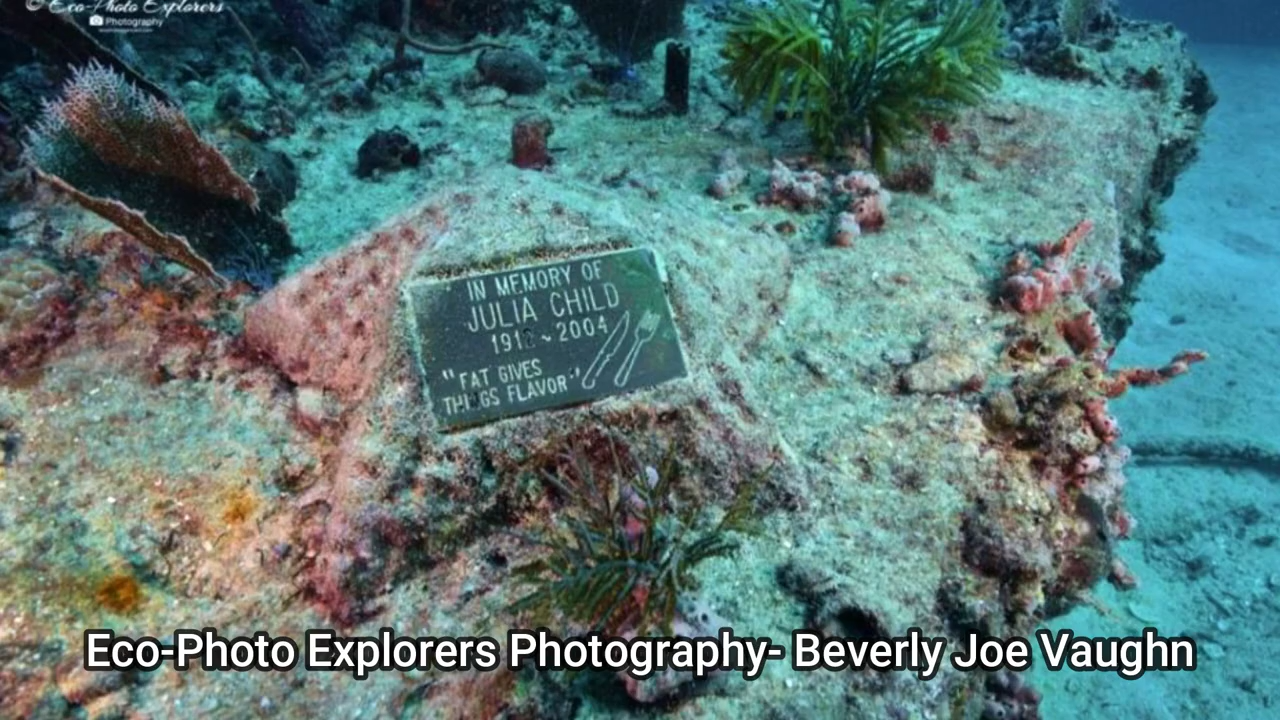 © Eco-Photo Explorers
Photography
IN MEMORY OF
JULIA CHILD
1912 ~ 2004
"FAT GIVES
THINGS FLAVOR"
Eco-Photo Explorers Photography- Beverly Joe Vaughn